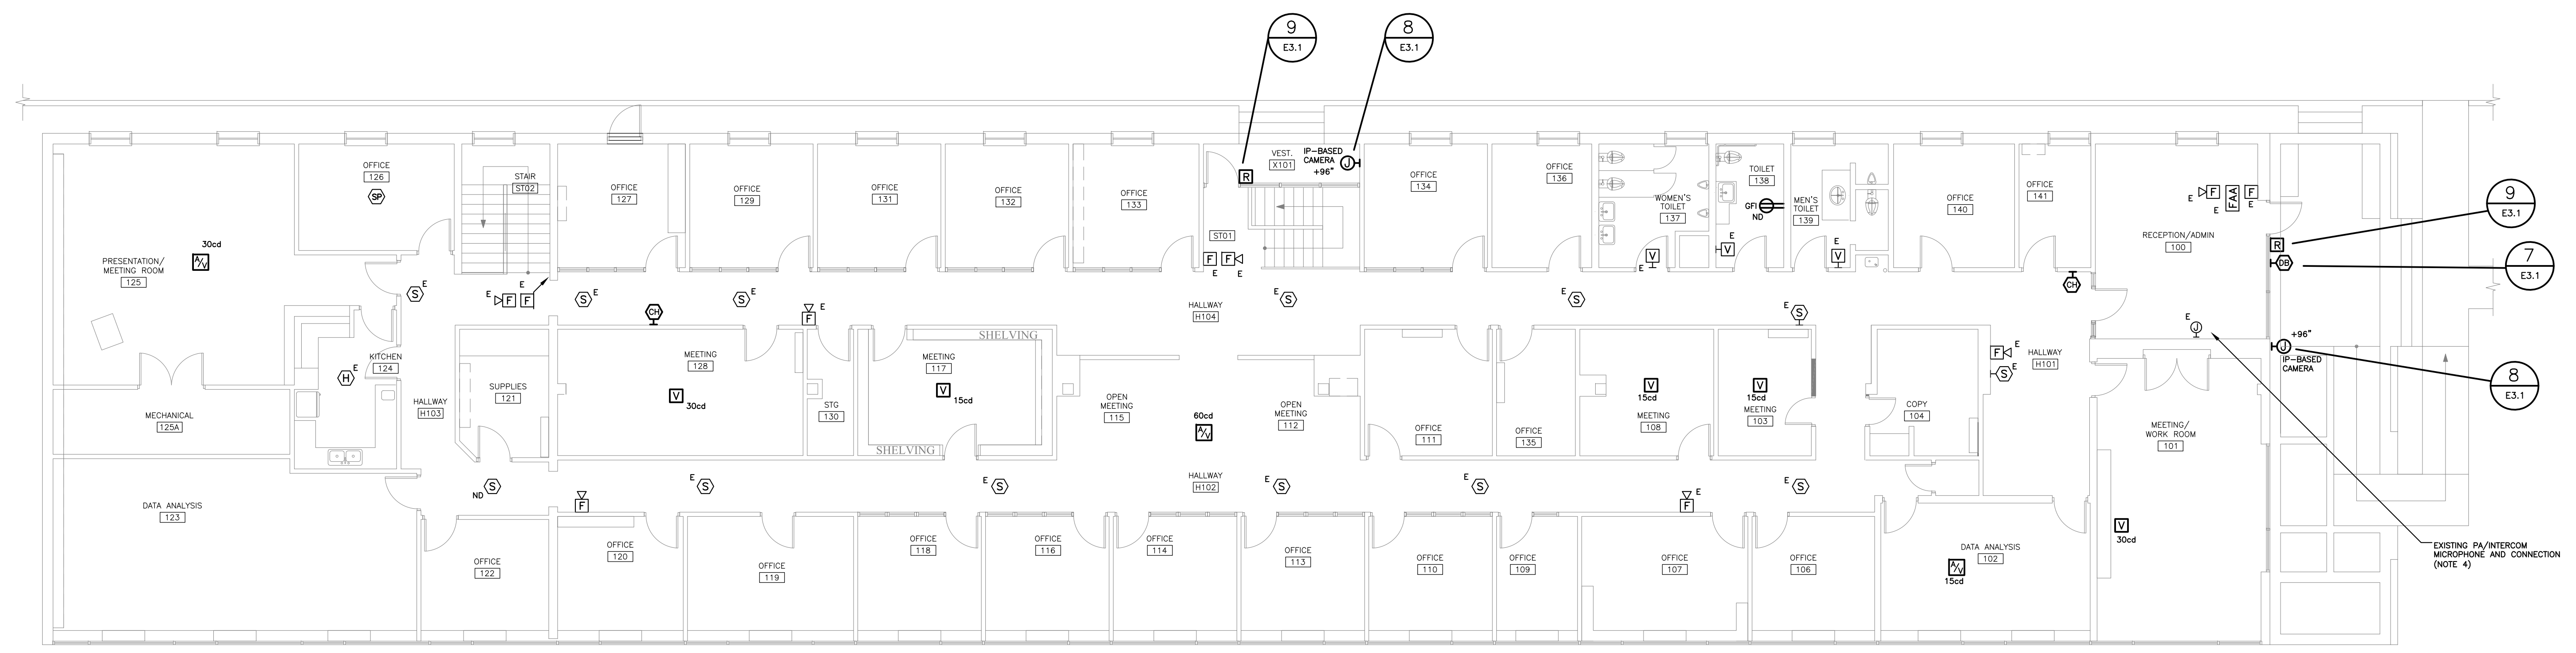 9
E3.1
8
E3.1
OFFICE
126
SP
STAIR
ST02
OFFICE
127
OFFICE
129
OFFICE
131
OFFICE
132
OFFICE
133
VEST.
X101
IP-BASED
CAMERA
+96"
J
R
OFFICE
134
OFFICE
136
WOMEN'S
TOILET
137
TOILET
138
GFI
ND
MEN'S
TOILET
139
OFFICE
140
OFFICE
141
E
F
E
FAA
F
E
9
E3.1
RECEPTION/ADMIN
100
R
DB
7
E3.1
30cd
A/V
PRESENTATION/
MEETING ROOM
125
ST01
F
E
F
E
E
V
E
V
E
V
CH
S
E
E
F
E
F
S
E
S
E
CH
E
F
E
S
HALLWAY
H104
E
S
E
S
E
J
+96"
J
IP-BASED
CAMERA
8
E3.1
KITCHEN
124
H
E
SUPPLIES
121
MEETING
128
V
30cd
SHELVING
MEETING
117
V
15cd
SHELVING
STG
130
HALLWAY
H103
MECHANICAL
125A
OPEN
MEETING
115
60cd
A/V
OPEN
MEETING
112
OFFICE
111
OFFICE
135
V
15cd
MEETING
108
V
15cd
MEETING
103
COPY
104
F
E
S
E
HALLWAY
H101
MEETING/
WORK ROOM
101
V
30cd
DATA ANALYSIS
123
ND
S
F
E
S
E
S
HALLWAY
H102
E
S
E
S
F
E
E
S
OFFICE
122
OFFICE
120
OFFICE
119
OFFICE
118
OFFICE
116
OFFICE
114
OFFICE
113
OFFICE
110
OFFICE
109
OFFICE
107
OFFICE
106
DATA ANALYSIS
102
A/V
15cd
EXISTING PA/INTERCOM
MICROPHONE AND CONNECTION
(NOTE 4)